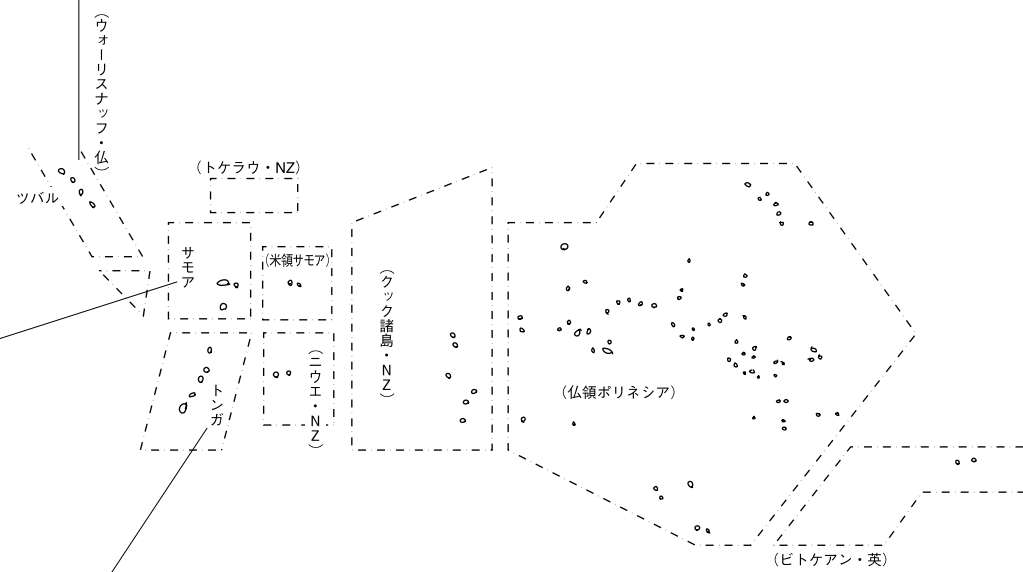 （ウォーリスナッフ・仏）
ツバル
（トケラウ・NZ）
サモア
（米領サモア）
トンガ
（ニウエ・NZ）
（クック諸島・NZ）
（仏領ポリネシア）
（ビトケアン・英）